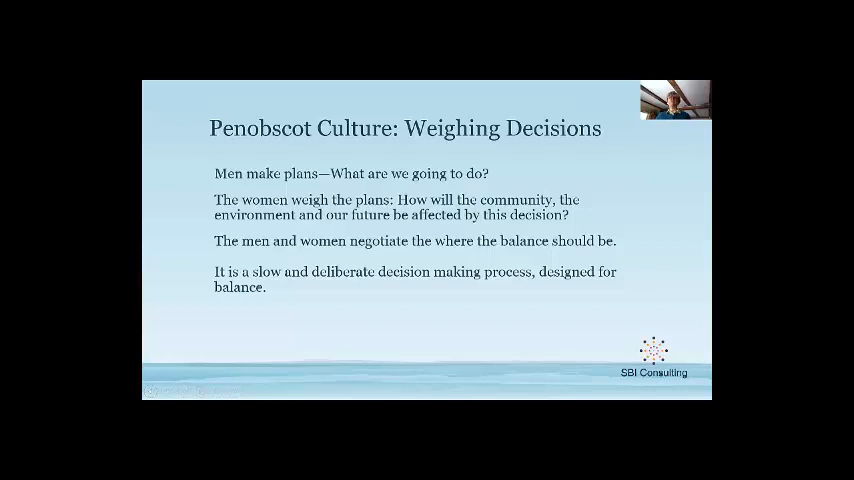 Penobscot Culture: Weighing Decisions
Men make plans—What are we going to do?
The women weigh the plans: How will the community, the
environment and our future be affected by this decision?
The men and women negotiate the where the balance should be.
It is a slow and deliberate decision making process, designed for
balance.
SBI Consulting